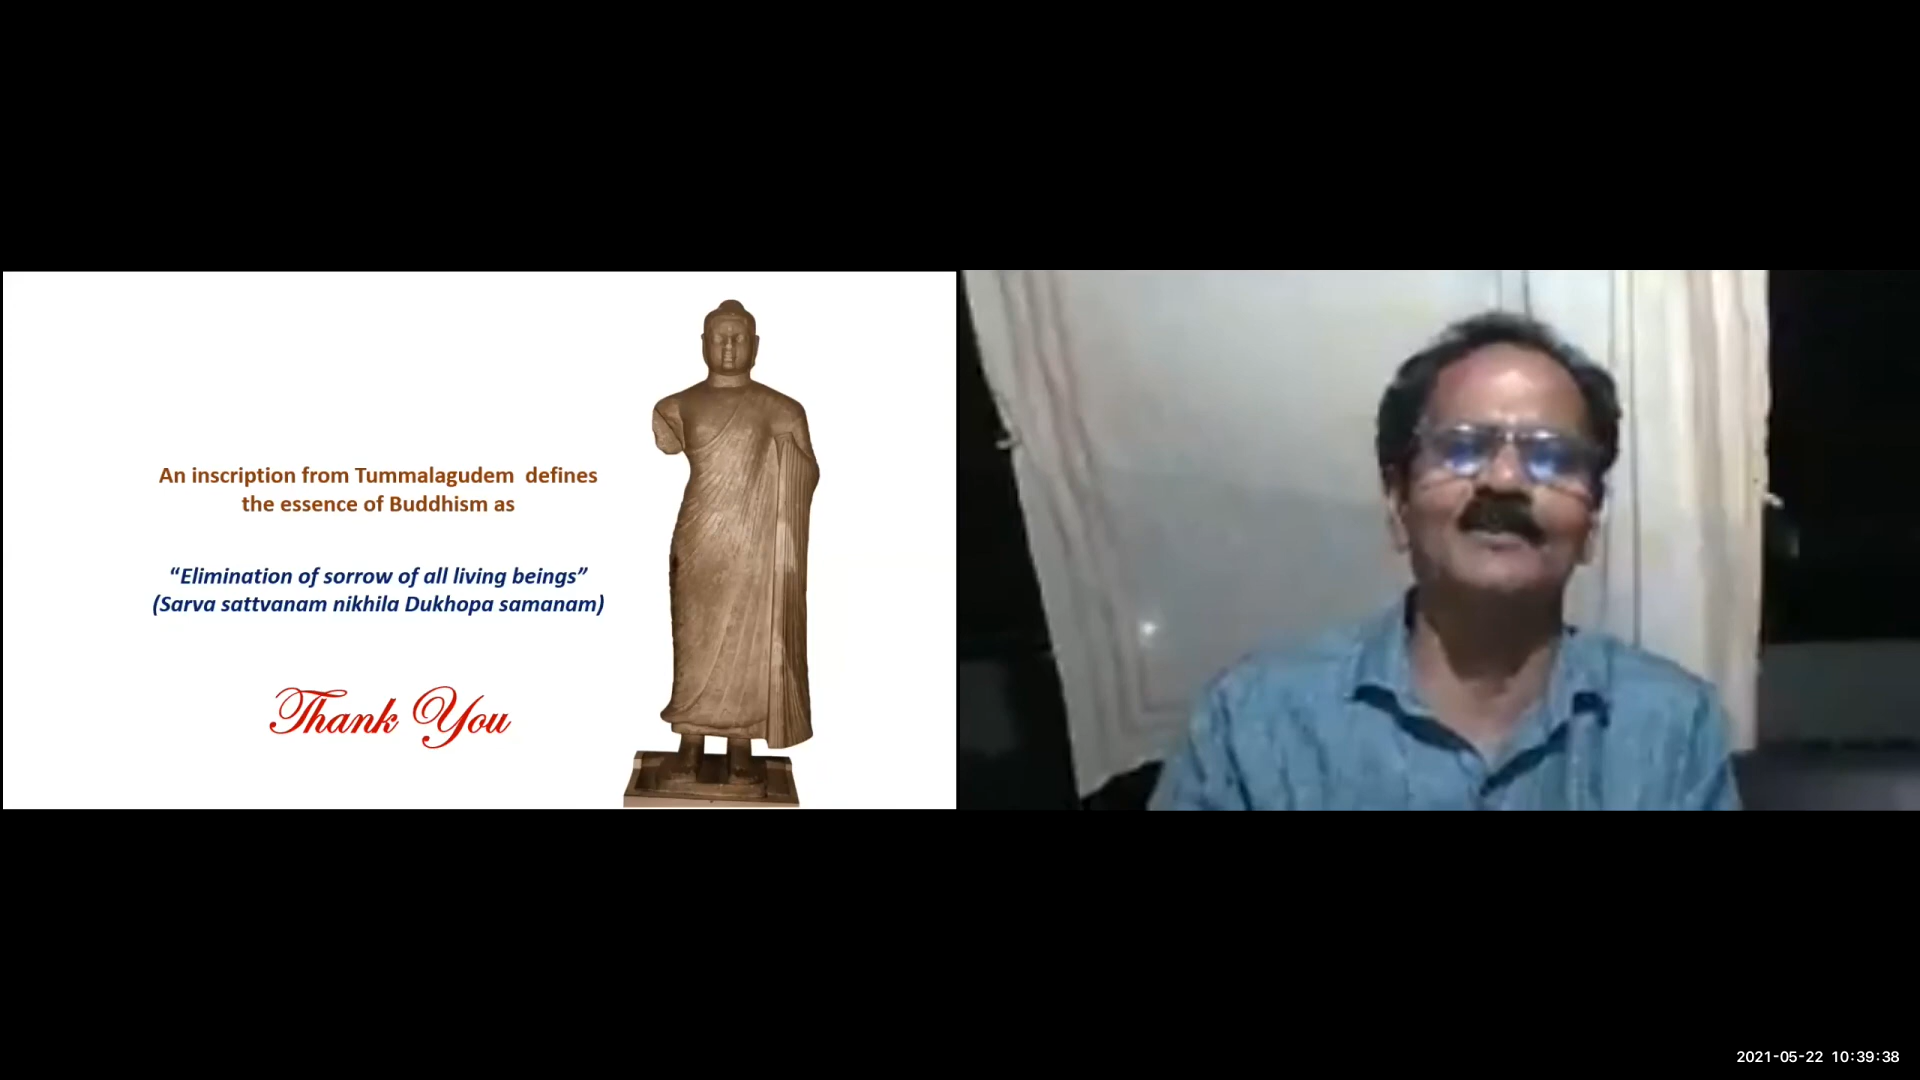 An inscription from Tummalagudem  defines
the essence of Buddhism as
“Elimination of sorrow of all living beings”
(Sarva sattvanam nikhila Dukhopa samanam)
Thank You
2021-05-22 10:39:38